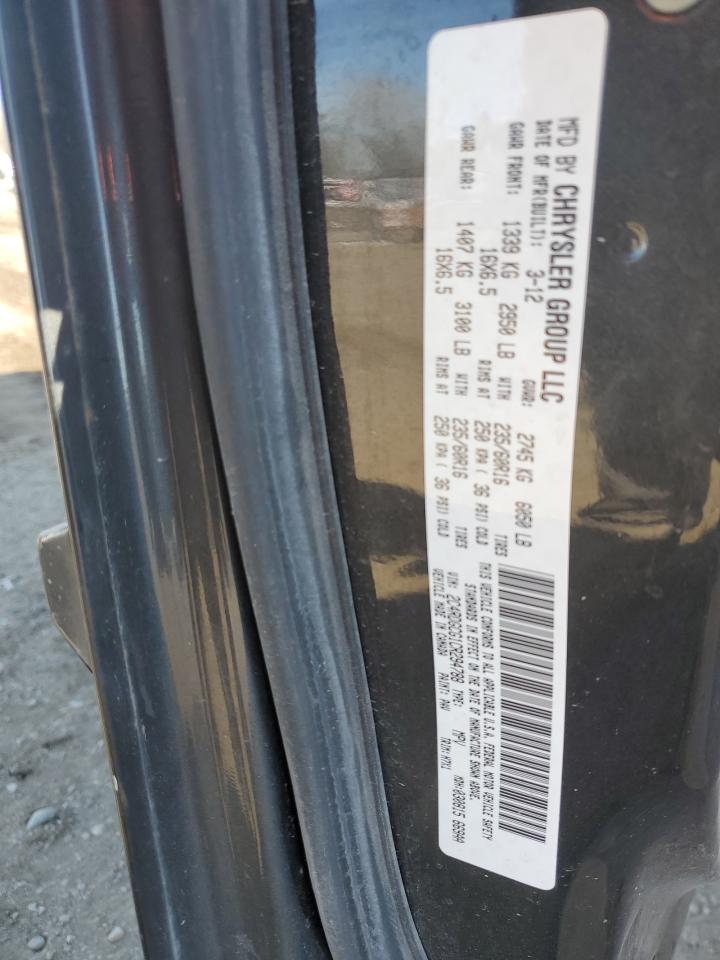 MFD BY CHRYSLER GROUP LLC
DATE OF MFR(BUILT): 3-12 GVWR: 2745 KG 6050 LB
GAWR FRONT: 1339 KG 2950 LB WITH 235/60R16 TIRES
16X6.5 RIMS AT 250 KPA ( 36 PSI) COLD
GAWR REAR: 1407 KG 3100 LB WITH 235/60R16 TIRES
16X6.5 RIMS AT 250 KPA ( 36 PSI) COLD
THIS VEHICLE CONFORMS TO ALL APPLICABLE U.S.A. FEDERAL MOTOR VEHICLE SAFETY
STANDARDS IN EFFECT ON THE DATE OF MANUFACTURE SHOWN ABOVE.
VIN: TYPE: MPV MDH:030815
VEHICLE MADE IN CANADA PAINT: TRIM: